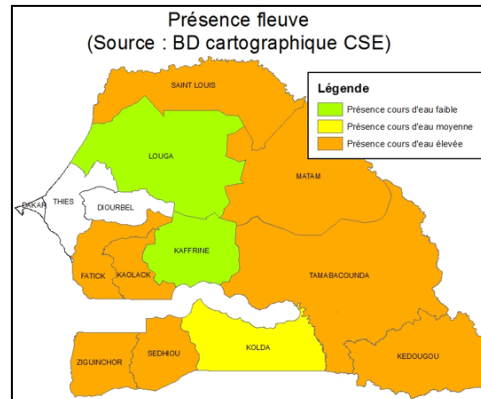 Présence fleuve
(Source : BD cartographique CSE)
SAINT LOUIS
Légende
Présence cours d'eau faible
Présence cours d'eau moyenne
Présence cours d'eau élevée
LOUGA
MATAM
DAKAR
THIES
DIOURBEL
FATICK
KAOLACK
KAFFRINE
TAMABACOUNDA
ZIGUINCHOR
SEDHIOU
KOLDA
KEDOUGOU